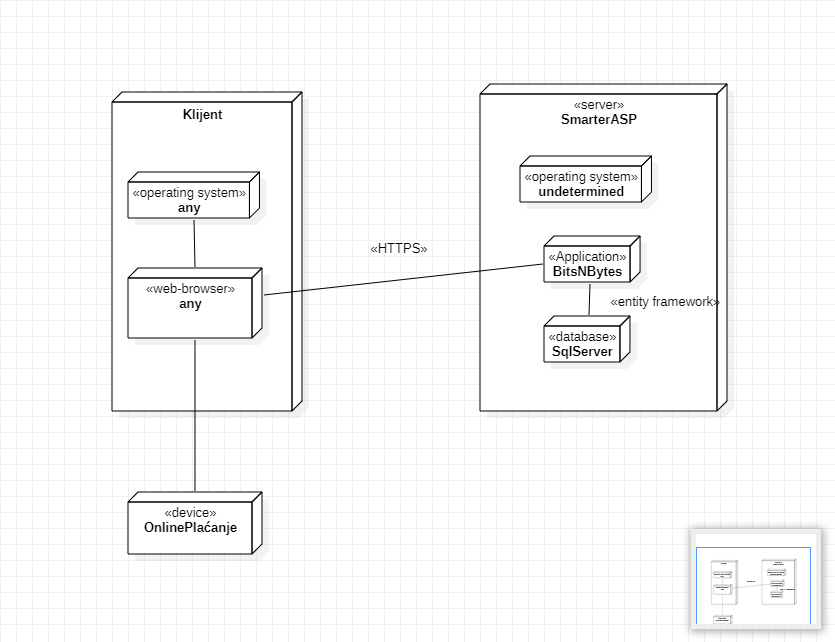 Klijent
«operating system»
any
«web-browser»
any
«HTTPS»
«server»
SmarterASP
«operating system»
undetermined
«Application»
BitsNBytes
«entity framework»
«database»
SqlServer
«device»
OnlinePlaćanje